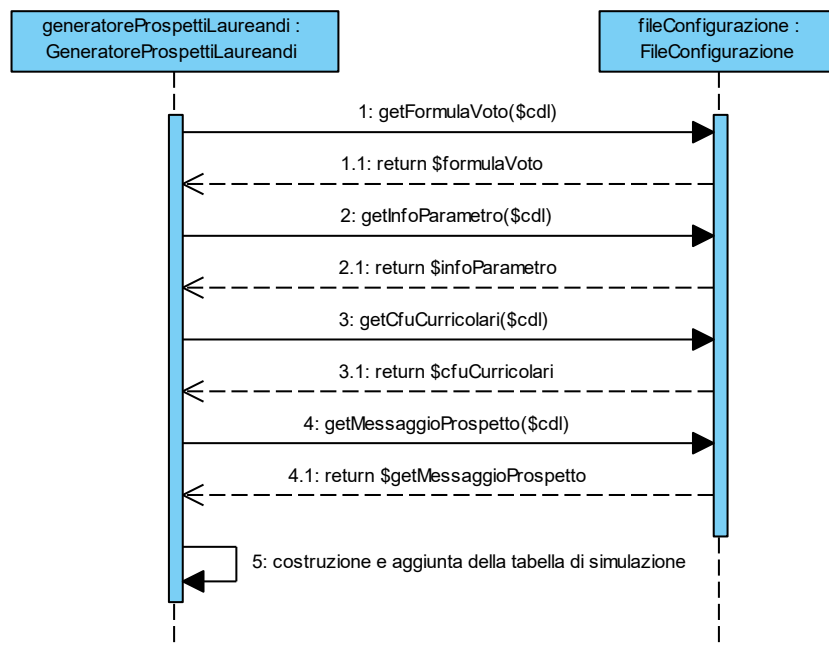 generatoreProspettiLaureandi :
GeneratoreProspettiLaureandi
fileConfigurazione :
FileConfigurazione
1: getFormulaVoto($cdl)
1.1: return $formulaVoto
2: getInfoParametro($cdl)
2.1: return $infoParametro
3: getCfuCurricolari($cdl)
3.1: return $cfuCurricolari
4: getMessaggioProspetto($cdl)
4.1: return $getMessaggioProspetto
5: costruzione e aggiunta della tabella di simulazione